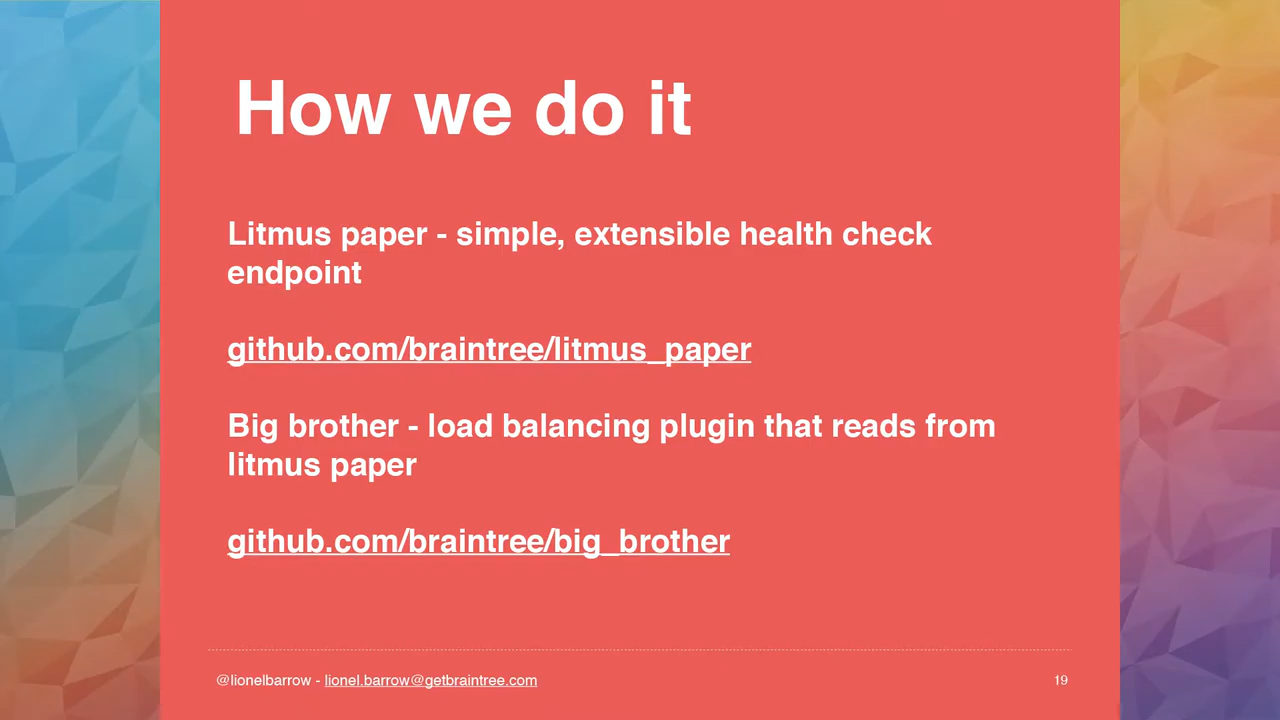 How we do it
Litmus paper - simple, extensible health check
endpoint
github.com/braintree/litmus_paper
Big brother - load balancing plugin that reads from
litmus paper
github.com/braintree/big_brother
@lionelbarrow - lionel.barrow@getbraintree.com
19